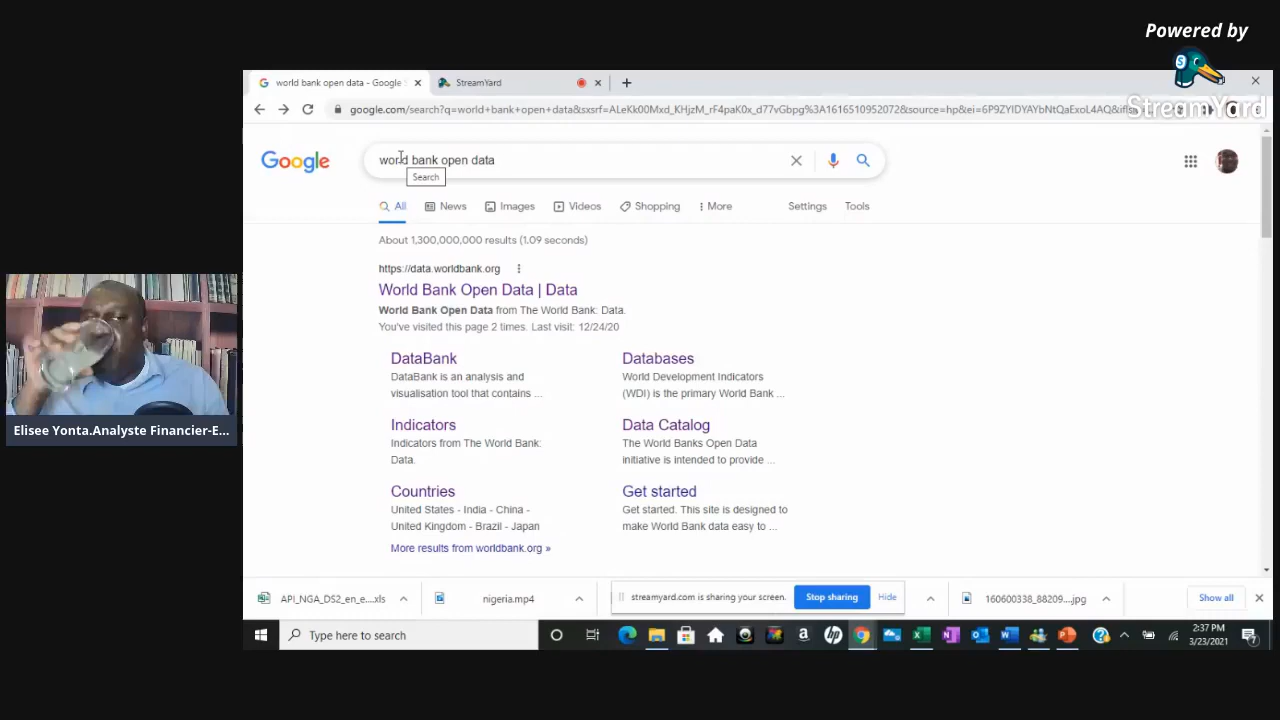 Powered by
StreamYard
world bank open data - Google S
StreamYard
google.com/search?q=world+bank+open+data&sxsrf=ALeKk00Mxd_KHjzM_rF4paK0x_d77vGbpg%3A1616510952072&source=hp&ei=6P9ZYIDYAYbNtQaExoL4AQ&ifls
Google
world bank open data
Search
All
News
Images
Videos
Shopping
More
Settings
Tools
About 1,300,000,000 results (1.09 seconds)
https://data.worldbank.org
World Bank Open Data | Data
World Bank Open Data from The World Bank: Data.
You've visited this page 2 times. Last visit: 12/24/20
DataBank
DataBank is an analysis and
visualisation tool that contains ...
Databases
World Development Indicators
(WDI) is the primary World Bank ...
Indicators
Indicators from The World Bank:
Data.
Data Catalog
The World Banks Open Data
initiative is intended to provide ...
Countries
United States - India - China -
United Kingdom - Brazil - Japan
Get started
Get started. This site is designed to
make World Bank data easy to ...
More results from worldbank.org »
Elisee Yonta.Analyste Financier-E...
API_NGA_DS2_en_e....xls
nigeria.mp4
streamyard.com is sharing your screen.
Stop sharing
Hide
160600338_88209....jpg
Show all
Type here to search
2:37 PM
3/23/2021